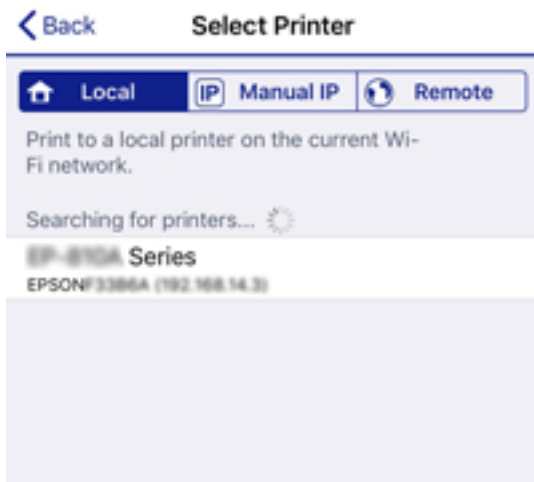 Back Select Printer
Local IP Manual IP Remote
Print to a local printer on the current Wi-
Fi network.
Searching for printers...
Series
EPSON